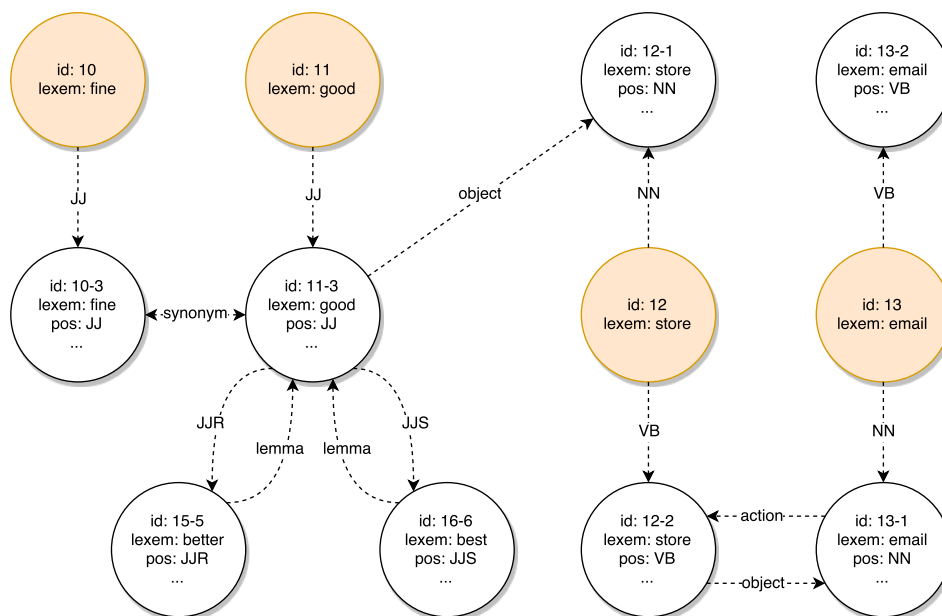 id: 10
lexem: fine
id: 11
lexem: good
id: 12-1
lexem: store
pos: NN
...
id: 13-2
lexem: email
pos: VB
...
JJ
JJ
object
NN
VB
id: 10-3
lexem: fine
pos: JJ
...
synonym
id: 11-3
lexem: good
pos: JJ
...
id: 12
lexem: store
id: 13
lexem: email
JJR
lemma
lemma
JJS
VB
NN
id: 15-5
lexem: better
pos: JJR
...
id: 16-6
lexem: best
pos: JJS
...
id: 12-2
lexem: store
pos: VB
...
action
object
id: 13-1
lexem: email
pos: NN
...